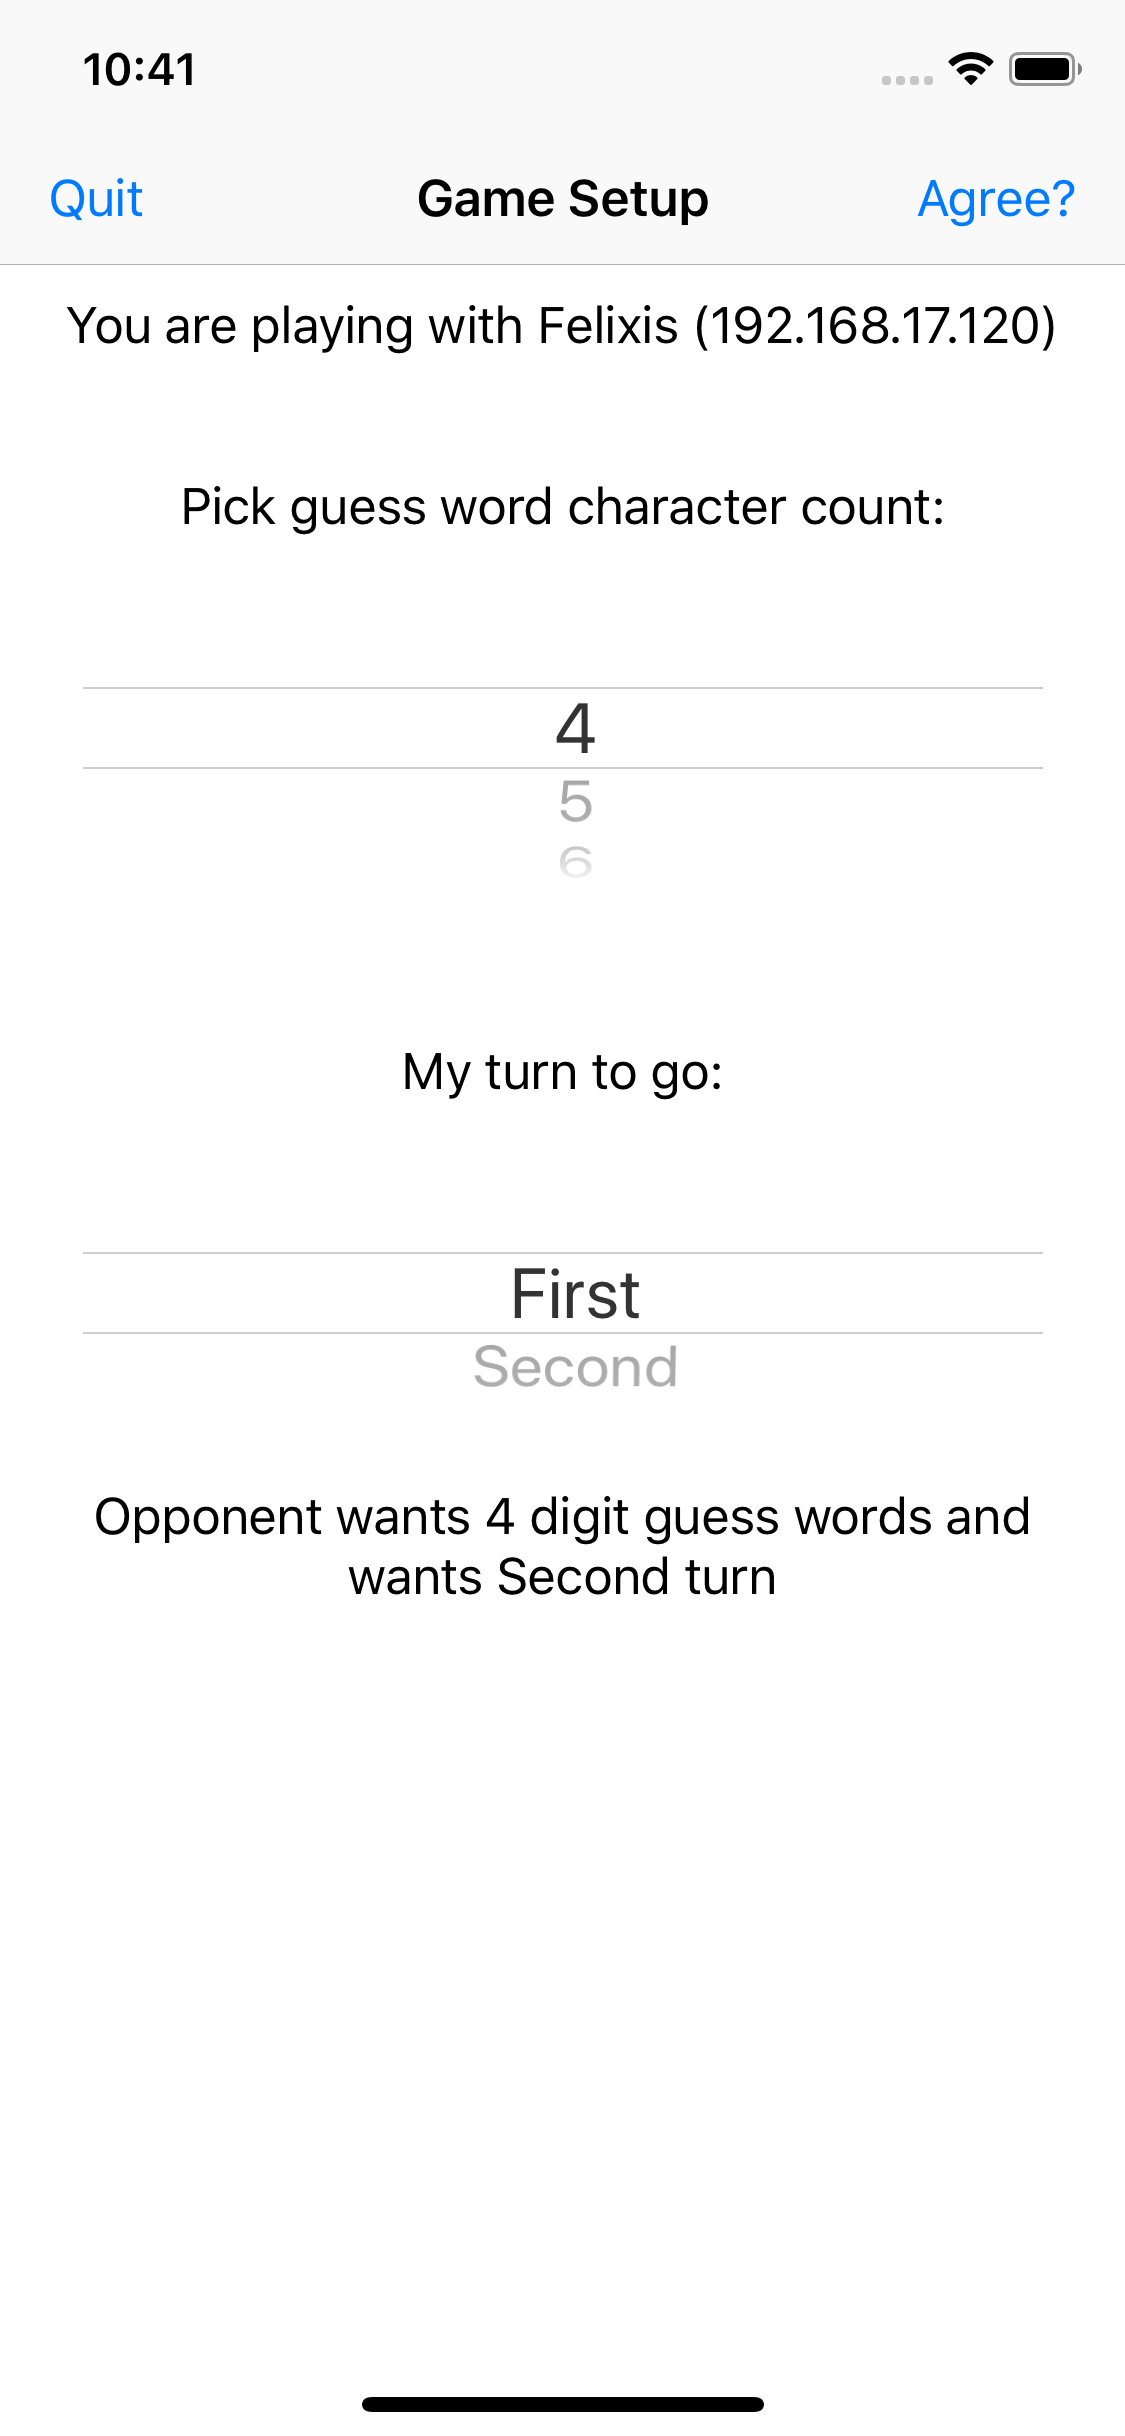 10:41
Quit
Game Setup
Agree?
You are playing with Felixis (192.168.17.120)
Pick guess word character count:
4
5
6
My turn to go:
First
Second
Opponent wants 4 digit guess words and
wants Second turn